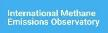 International Methane
Emissions Observatory